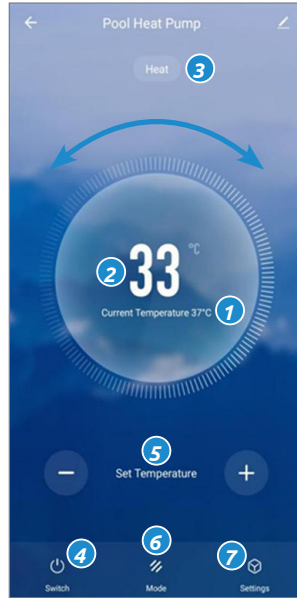 Pool Heat Pump
Heat 3
2 33 °C
Current Temperature 37°C 1
5
Set Temperature
4 6 7
Switch Mode Settings